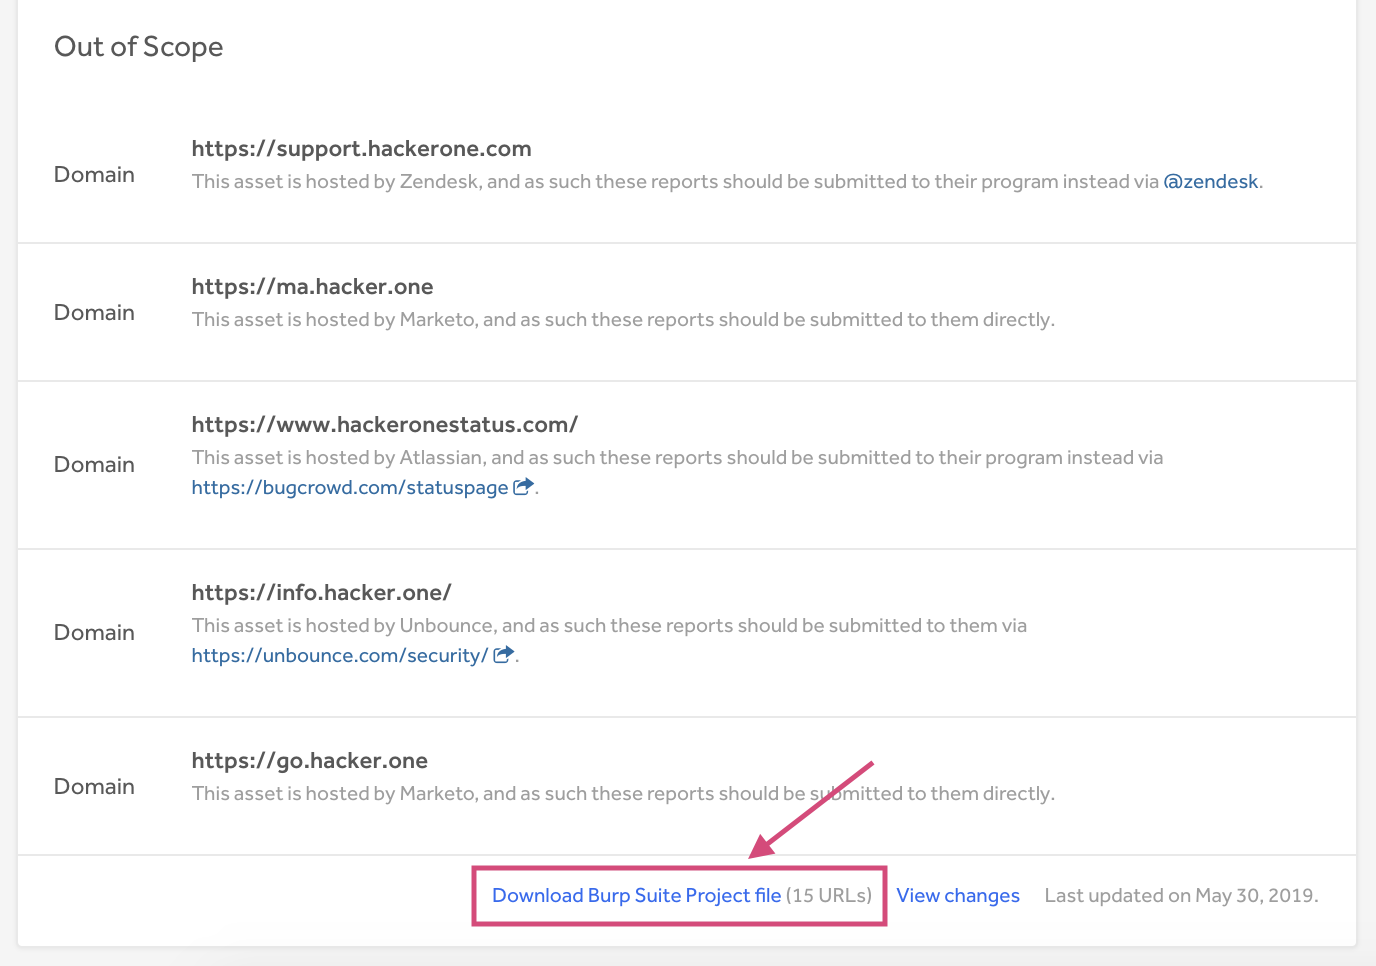 Out of Scope
Domain
https://support.hackerone.com
This asset is hosted by Zendesk, and as such these reports should be submitted to their program instead via @zendesk.
Domain
https://ma.hacker.one
This asset is hosted by Marketo, and as such these reports should be submitted to them directly.
Domain
https://www.hackeronestatus.com/
This asset is hosted by Atlassian, and as such these reports should be submitted to their program instead via
https://bugcrowd.com/statuspage .
Domain
https://info.hacker.one/
This asset is hosted by Unbounce, and as such these reports should be submitted to them via
https://unbounce.com/security/ .
Domain
https://go.hacker.one
This asset is hosted by Marketo, and as such these reports should be submitted to them directly.
Download Burp Suite Project file (15 URLs) View changes Last updated on May 30, 2019.